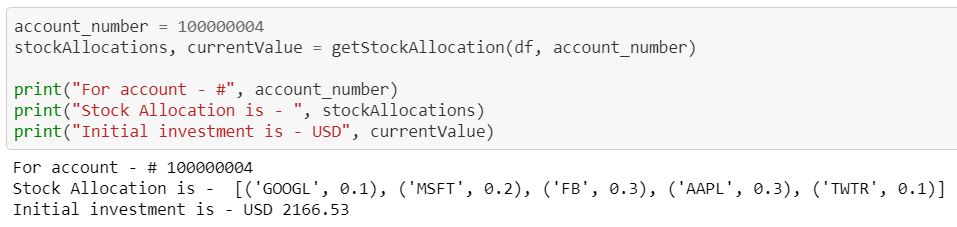 account_number = 100000004
stockAllocations, currentValue = getStockAllocation(df, account_number)
print("For account - #", account_number)
print("Stock Allocation is - ", stockAllocations)
print("Initial investment is - USD", currentValue)
For account - # 100000004
Stock Allocation is -  [('GOOGL', 0.1), ('MSFT', 0.2), ('FB', 0.3), ('AAPL', 0.3), ('TWTR', 0.1)]
Initial investment is - USD 2166.53